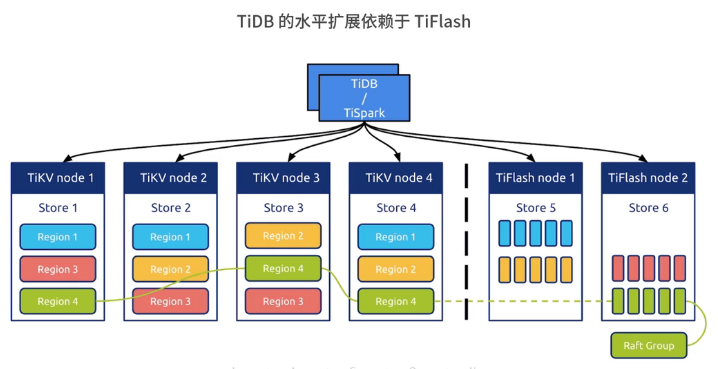 TiDB 的水平扩展依赖于 TiFlash
TiDB
/
TiSpark
TiKV node 1
TiKV node 2
TiKV node 3
TiKV node 4
TiFlash node 1
TiFlash node 2
Store 1
Store 2
Store 3
Store 4
Store 5
Store 6
Region 1
Region 1
Region 2
Region 1
Region 3
Region 2
Region 4
Region 2
Region 4
Region 3
Region 3
Region 4
Raft Group